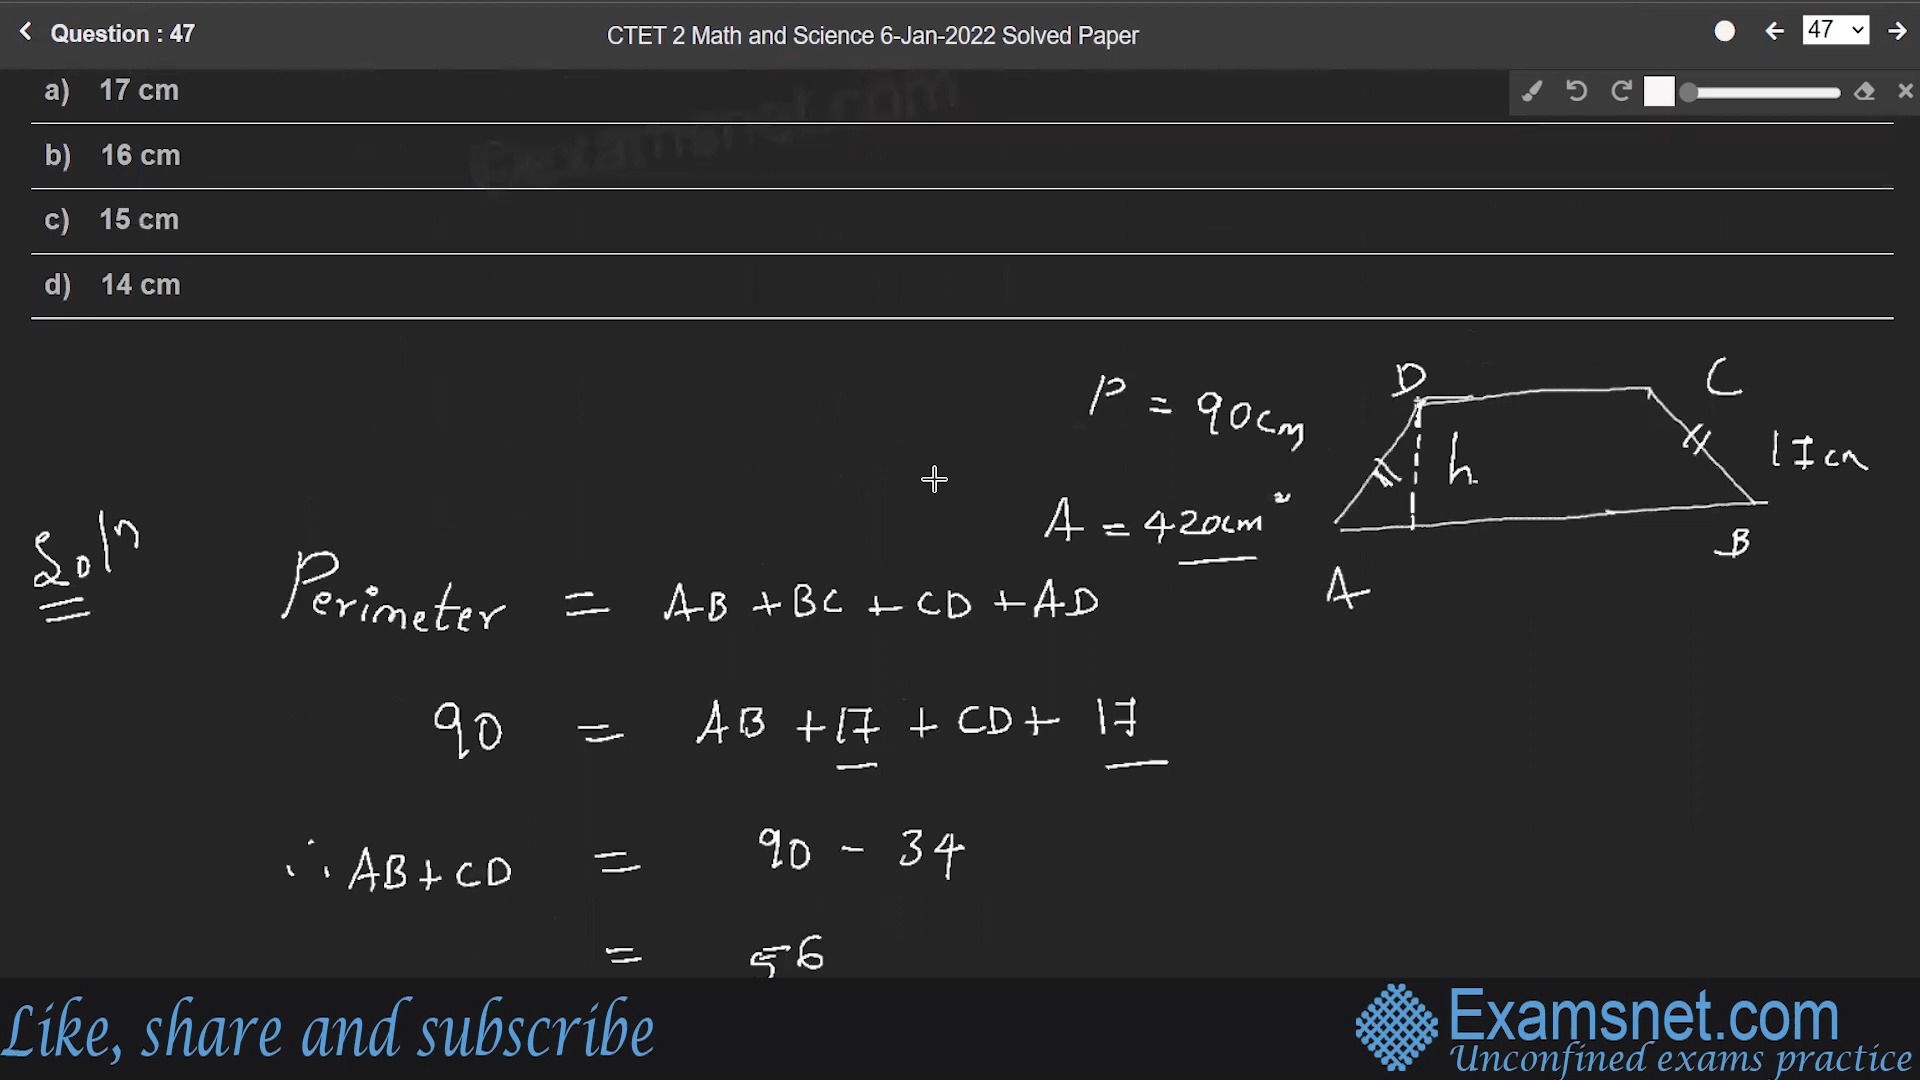 Question : 47
CTET 2 Math and Science 6-Jan-2022 Solved Paper
47
a) 17 cm
b) 16 cm
c) 15 cm
d) 14 cm
Examsnet.com
P = 90cm
A = 420cm²
D
C
h
17cm
A
B
Soln
Perimeter = AB + BC + CD + AD
90 = AB + 17 + CD + 17
∴ AB + CD = 90 - 34
= 56
Like, share and subscribe
Examsnet.com
Unconfined exams practice